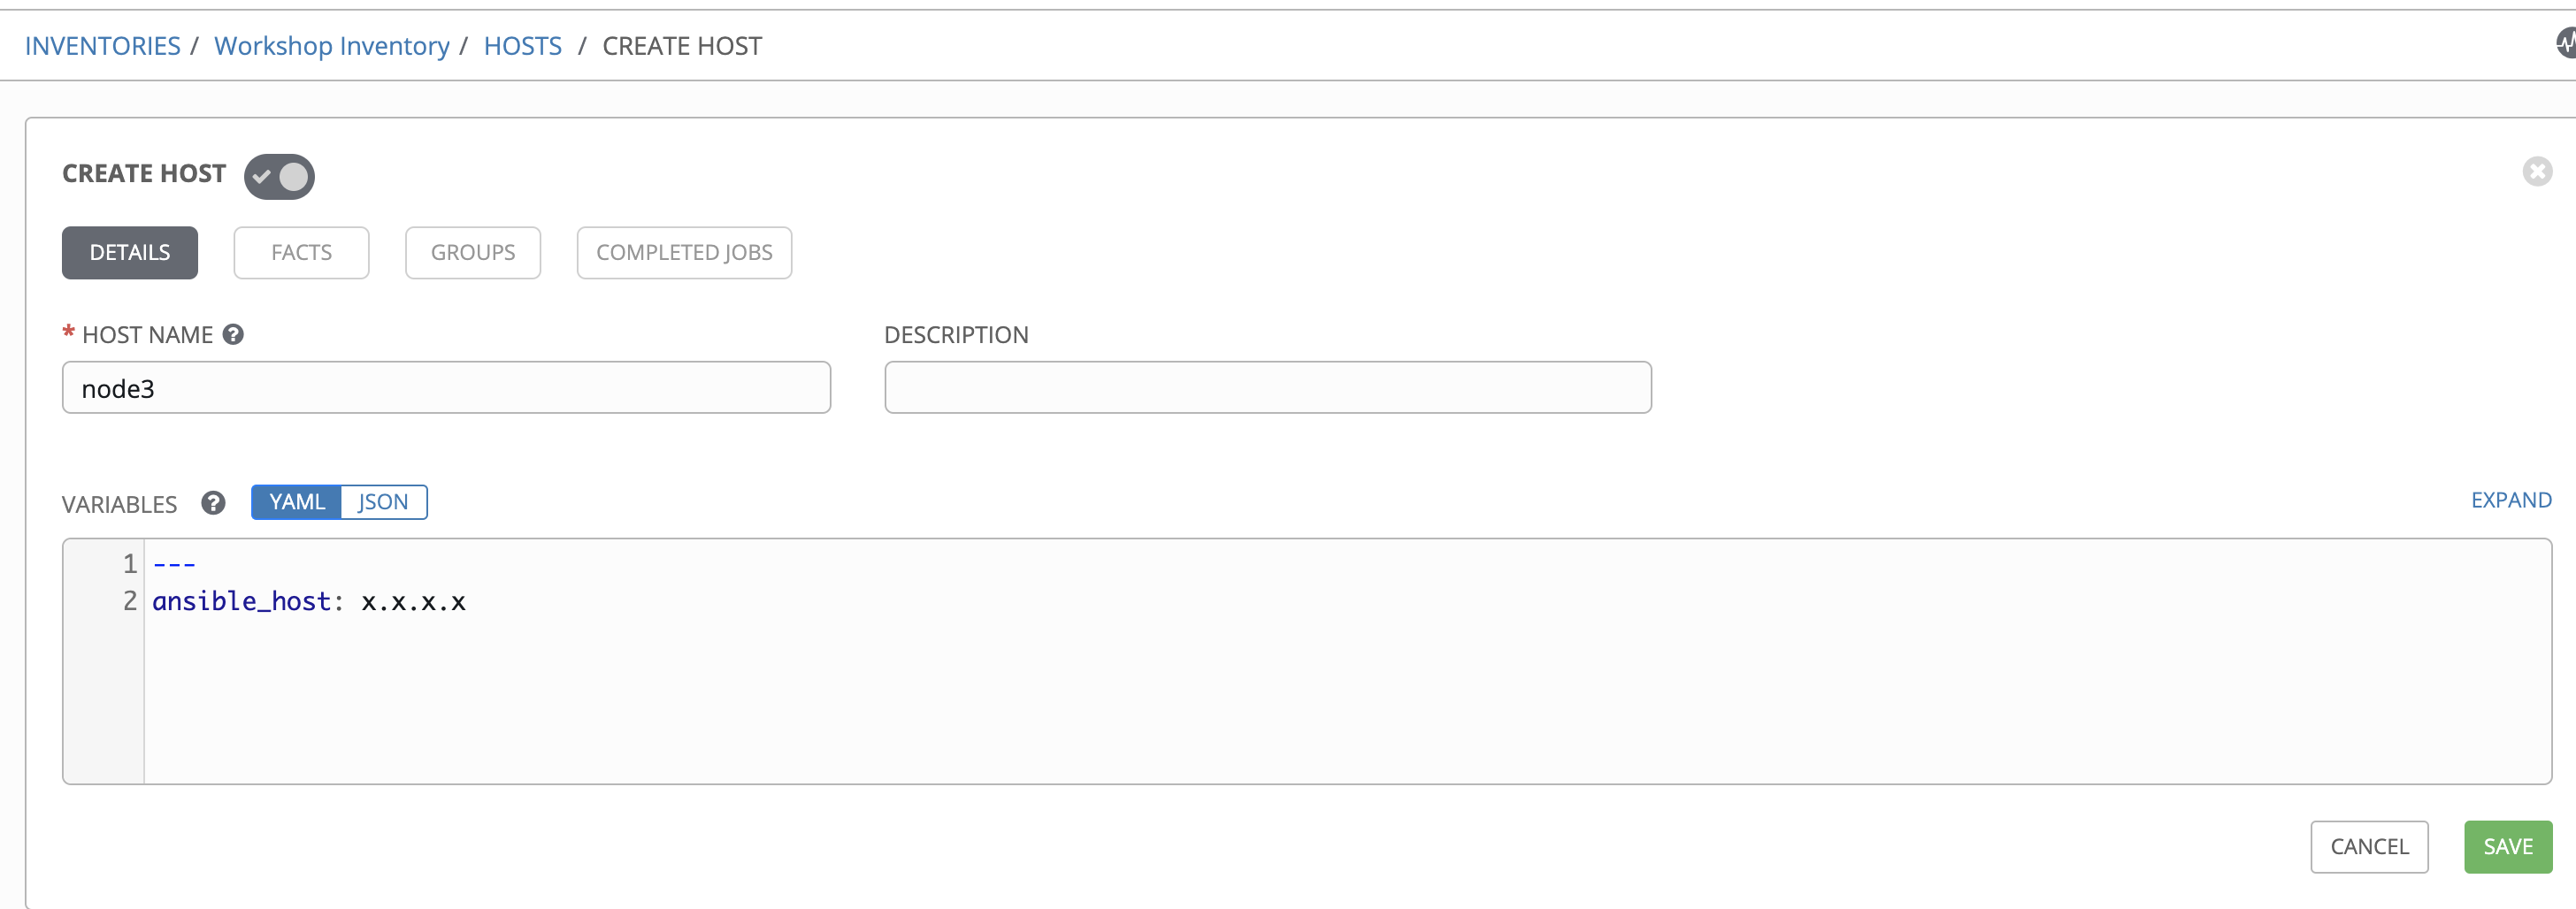 INVENTORIES / Workshop Inventory / HOSTS / CREATE HOST
CREATE HOST
DETAILS FACTS GROUPS COMPLETED JOBS
* HOST NAME ? DESCRIPTION
node3
VARIABLES ? YAML JSON EXPAND
1 ---
2 ansible_host: x.x.x.x
CANCEL SAVE